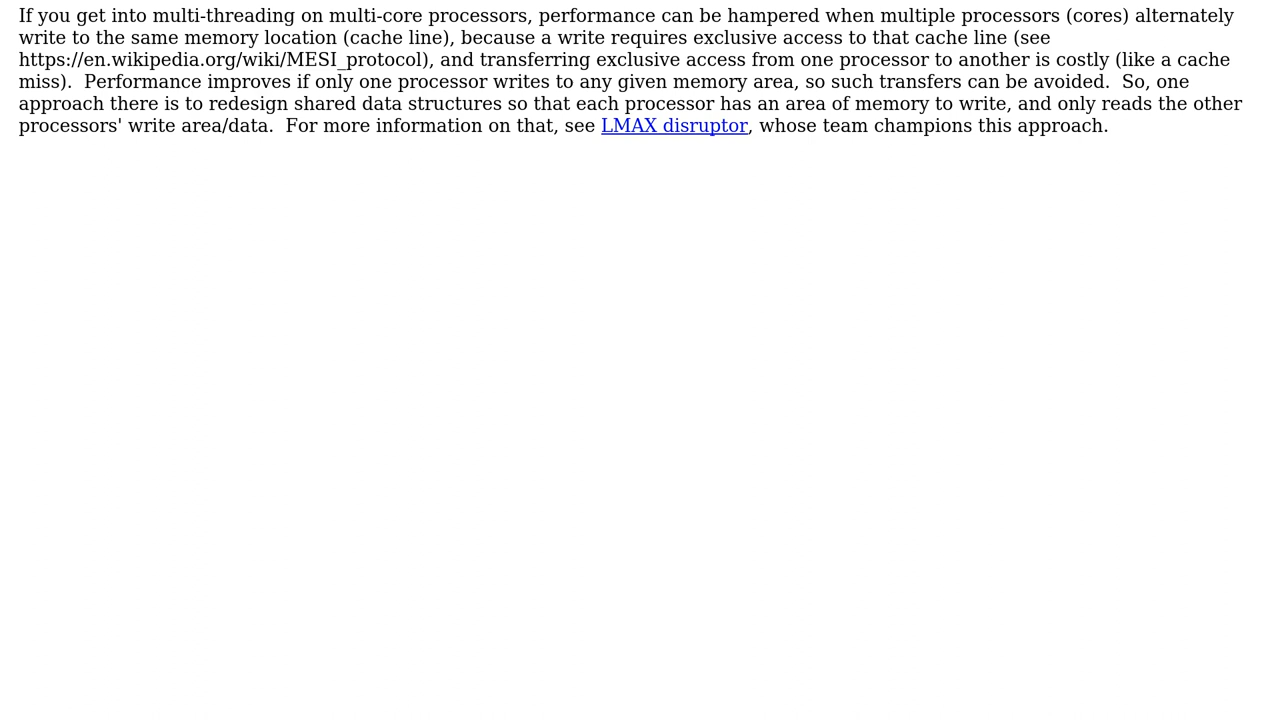 If you get into multi-threading on multi-core processors, performance can be hampered when multiple processors (cores) alternately
write to the same memory location (cache line), because a write requires exclusive access to that cache line (see
https://en.wikipedia.org/wiki/MESI_protocol), and transferring exclusive access from one processor to another is costly (like a cache
miss).  Performance improves if only one processor writes to any given memory area, so such transfers can be avoided.  So, one
approach there is to redesign shared data structures so that each processor has an area of memory to write, and only reads the other
processors' write area/data.  For more information on that, see LMAX disruptor, whose team champions this approach.